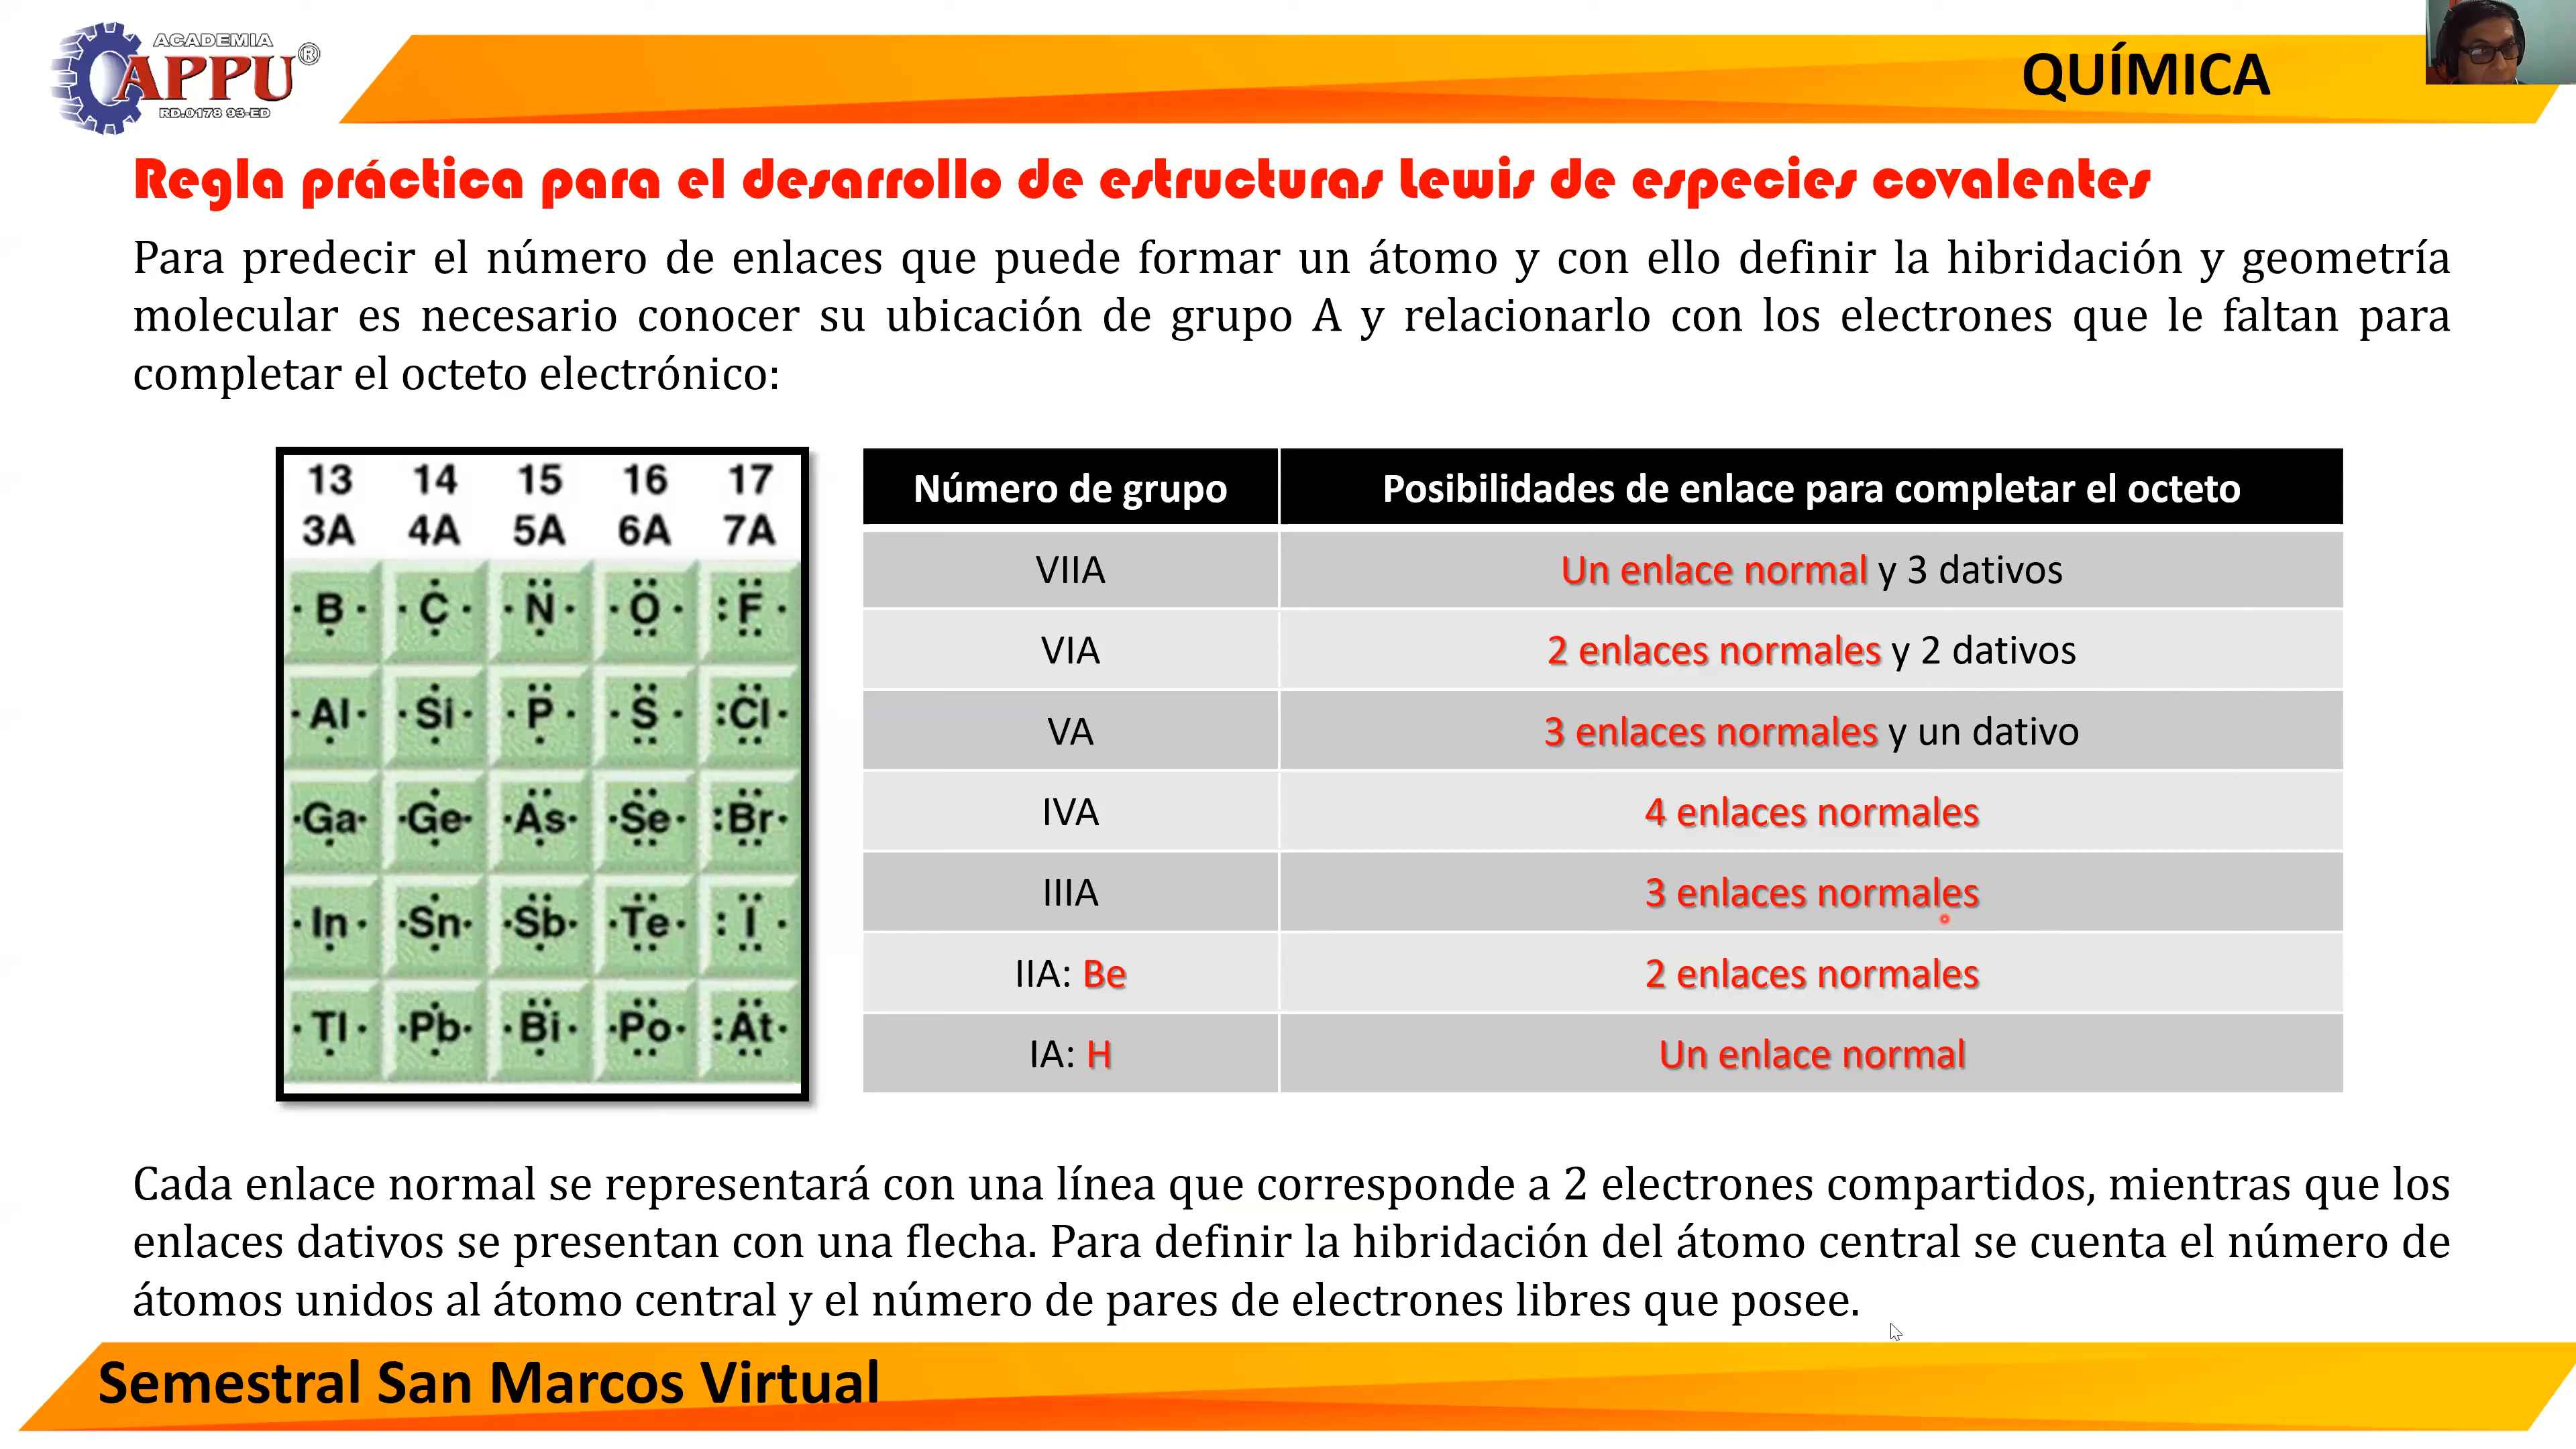 ACADEMIA
APPU®
RD.0178 93-ED
QUÍMICA
Regla práctica para el desarrollo de estructuras Lewis de especies covalentes
Para predecir el número de enlaces que puede formar un átomo y con ello definir la hibridación y geometría
molecular es necesario conocer su ubicación de grupo A y relacionarlo con los electrones que le faltan para
completar el octeto electrónico:
13 14 15 16 17
3A 4A 5A 6A 7A
B C N O F
Al Si P S Cl
Ga Ge As Se Br
In Sn Sb Te I
Tl Pb Bi Po At
Número de grupo Posibilidades de enlace para completar el octeto
VIIA Un enlace normal y 3 dativos
VIA 2 enlaces normales y 2 dativos
VA 3 enlaces normales y un dativo
IVA 4 enlaces normales
IIIA 3 enlaces normales
IIA: Be 2 enlaces normales
IA: H Un enlace normal
Cada enlace normal se representará con una línea que corresponde a 2 electrones compartidos, mientras que los
enlaces dativos se presentan con una flecha. Para definir la hibridación del átomo central se cuenta el número de
átomos unidos al átomo central y el número de pares de electrones libres que posee.
Semestral San Marcos Virtual